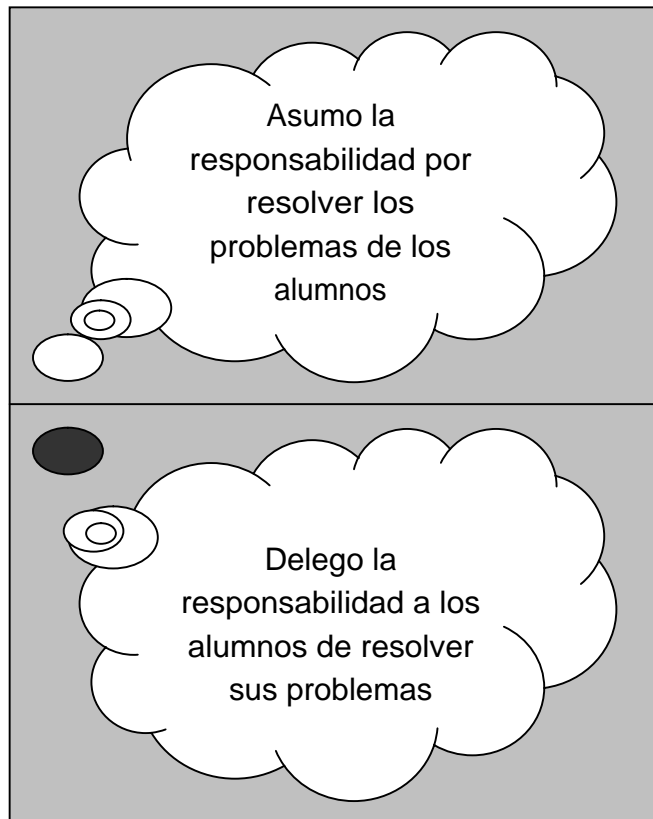 Asumo la
responsabilidad por
resolver los
problemas de los
alumnos
Delego la
responsabilidad a los
alumnos de resolver
sus problemas